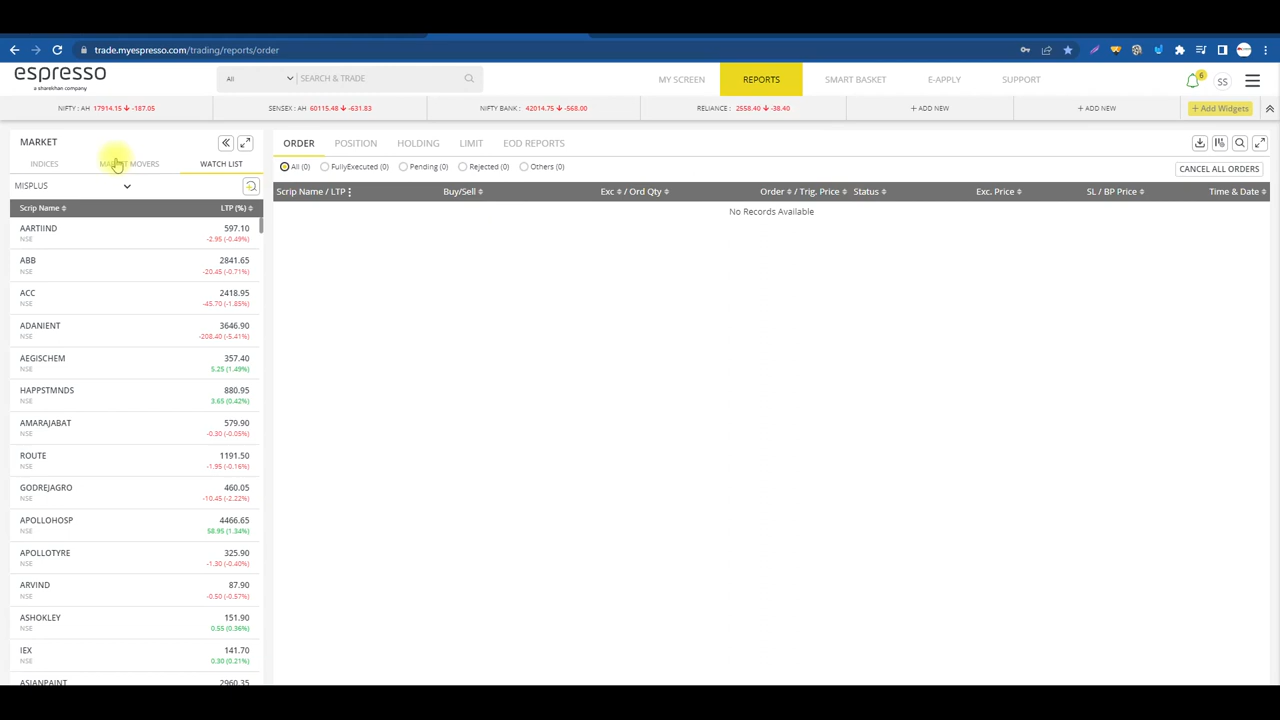 trade.myespresso.com/trading/reports/order
espresso
a sharekhan company
All
SEARCH & TRADE
MY SCREEN
REPORTS
SMART BASKET
E-APPLY
SUPPORT
6
SS
NIFTY : AH 17914.15 -187.05
SENSEX : AH 60115.48 -631.83
NIFTY BANK : 42014.75 -568.00
RELIANCE : 2558.40 -38.40
+ ADD NEW
+ ADD NEW
+ Add Widgets
MARKET
INDICES
MARKET MOVERS
WATCH LIST
MISPLUS
Scrip Name
LTP (%)
AARTIIND 597.10
NSE -2.95 (-0.49%)
ABB 2841.65
NSE -20.45 (-0.71%)
ACC 2418.95
NSE -45.70 (-1.85%)
ADANIENT 3646.90
NSE -208.40 (-5.41%)
AEGISCHEM 357.40
NSE 5.25 (1.49%)
HAPPSTMNDS 880.95
NSE 3.65 (0.42%)
AMARAJABAT 579.90
NSE -0.30 (-0.05%)
ROUTE 1191.50
NSE -1.95 (-0.16%)
GODREJAGRO 460.05
NSE -10.45 (-2.22%)
APOLLOHOSP 4466.65
NSE 58.95 (1.34%)
APOLLOTYRE 325.90
NSE -1.30 (-0.40%)
ARVIND 87.90
NSE -0.50 (-0.57%)
ASHOKLEY 151.90
NSE 0.55 (0.36%)
IEX 141.70
NSE 0.30 (0.21%)
ASIANPAINT 2960.35
ORDER
POSITION
HOLDING
LIMIT
EOD REPORTS
All (0)
FullyExecuted (0)
Pending (0)
Rejected (0)
Others (0)
CANCEL ALL ORDERS
Scrip Name / LTP
Buy/Sell
Exc / Ord Qty
Order / Trig. Price
Status
Exc. Price
SL / BP Price
Time & Date
No Records Available